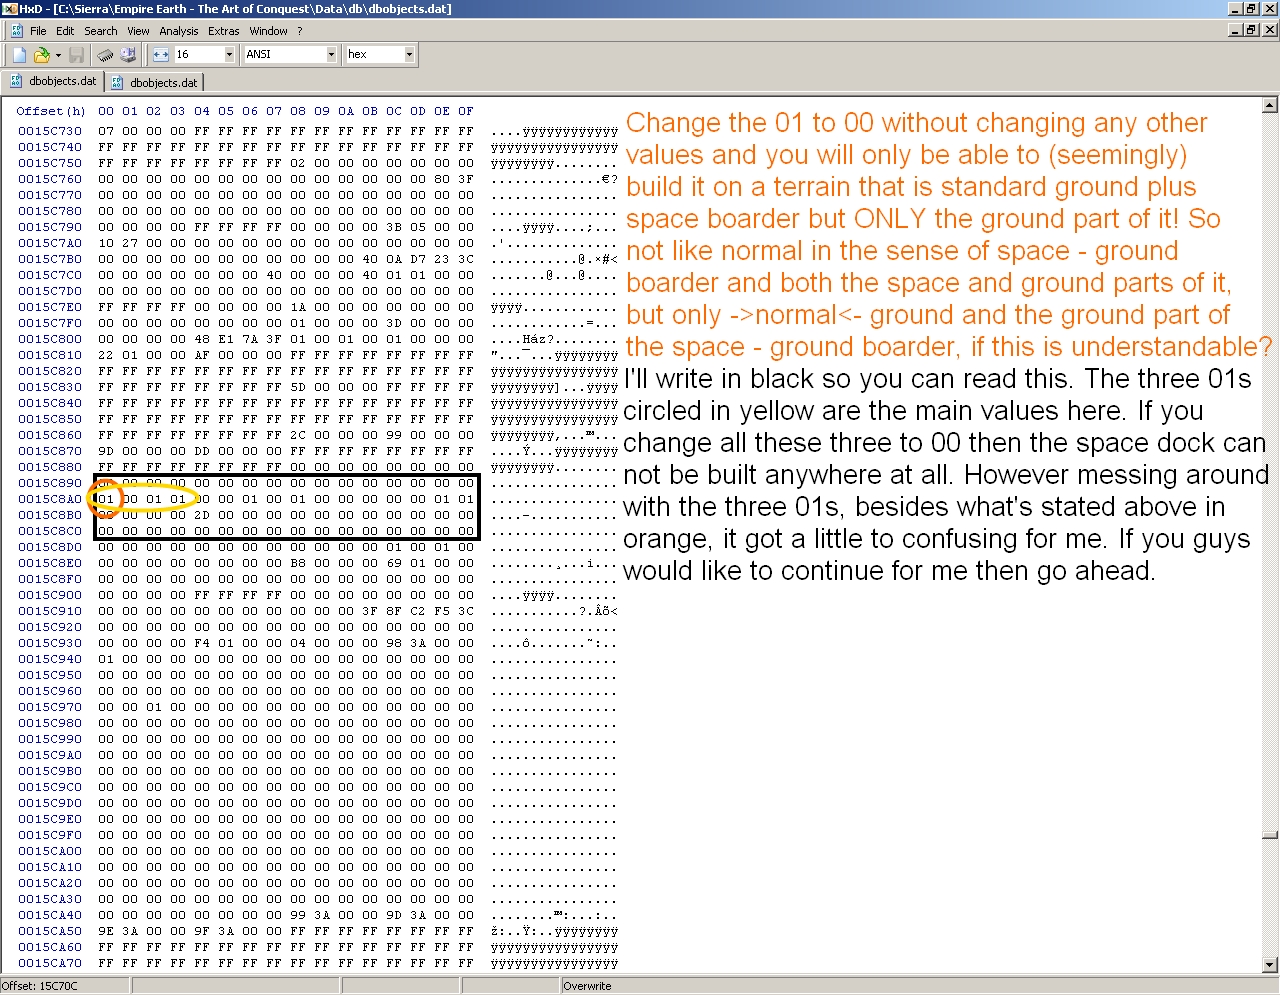 HxD - [C:\Sierra\Empire Earth - The Art of Conquest\Data\db\dbobjects.dat]
File Edit Search View Analysis Extras Window ?
16 ANSI hex
dbobjects.dat dbobjects.dat
Offset(h) 00 01 02 03 04 05 06 07 08 09 0A 0B 0C 0D 0E 0F
0015C730 07 00 00 00 FF FF FF FF FF FF FF FF FF FF FF FF ....ÿÿÿÿÿÿÿÿÿÿÿÿ
0015C740 FF FF FF FF FF FF FF FF FF FF FF FF FF FF FF FF ÿÿÿÿÿÿÿÿÿÿÿÿÿÿÿÿ
0015C750 FF FF FF FF FF FF FF FF 02 00 00 00 00 00 00 00 ÿÿÿÿÿÿÿÿ........
0015C760 00 00 00 00 00 00 00 00 00 00 00 00 00 00 80 3F ..............€?
0015C770 00 00 00 00 00 00 00 00 00 00 00 00 00 00 00 00 ................
0015C780 00 00 00 00 00 00 00 00 00 00 00 00 00 00 00 00 ................
0015C790 00 00 00 00 FF FF FF FF 00 00 00 00 3B 05 00 00 ....ÿÿÿÿ....;...
0015C7A0 10 27 00 00 00 00 00 00 00 00 00 00 00 00 00 00 .'..............
0015C7B0 00 00 00 00 00 00 00 00 00 00 00 40 0A D7 23 3C ...........@.×#<
0015C7C0 00 00 00 00 00 00 00 40 00 00 00 40 01 01 00 00 .......@...@....
0015C7D0 00 00 00 00 00 00 00 00 00 00 00 00 00 00 00 00 ................
0015C7E0 FF FF FF FF 00 00 00 00 1A 00 00 00 00 00 00 00 ÿÿÿÿ............
0015C7F0 00 00 00 00 00 00 00 00 01 00 00 00 3D 00 00 00 ............=...
0015C800 00 00 00 00 48 E1 7A 3F 01 00 01 00 01 00 00 00 ....Ház?........
0015C810 22 01 00 00 AF 00 00 00 FF FF FF FF FF FF FF FF "...¯...ÿÿÿÿÿÿÿÿ
0015C820 FF FF FF FF FF FF FF FF FF FF FF FF FF FF FF FF ÿÿÿÿÿÿÿÿÿÿÿÿÿÿÿÿ
0015C830 FF FF FF FF FF FF FF FF 5D 00 00 00 FF FF FF FF ÿÿÿÿÿÿÿÿ]...ÿÿÿÿ
0015C840 FF FF FF FF FF FF FF FF FF FF FF FF FF FF FF FF ÿÿÿÿÿÿÿÿÿÿÿÿÿÿÿÿ
0015C850 FF FF FF FF FF FF FF FF FF FF FF FF FF FF FF FF ÿÿÿÿÿÿÿÿÿÿÿÿÿÿÿÿ
0015C860 FF FF FF FF FF FF FF FF 2C 00 00 00 99 00 00 00 ÿÿÿÿÿÿÿÿ,...™...
0015C870 9D 00 00 00 DD 00 00 00 FF FF FF FF FF FF FF FF ....Ý...ÿÿÿÿÿÿÿÿ
0015C880 FF FF FF FF FF FF FF FF 00 00 00 00 00 00 00 00 ÿÿÿÿÿÿÿÿ........
0015C890 00 00 00 00 00 00 00 00 00 00 00 00 00 00 00 00 ................
0015C8A0 01 00 01 01 00 00 01 00 01 00 00 00 00 00 01 01 ................
0015C8B0 00 00 00 00 2D 00 00 00 00 00 00 00 00 00 00 00 ....-...........
0015C8C0 00 00 00 00 00 00 00 00 00 00 00 00 00 00 00 00 ................
0015C8D0 00 00 00 00 00 00 00 00 00 00 00 00 01 00 01 00 ................
0015C8E0 00 00 00 00 00 00 00 00 B8 00 00 00 69 01 00 00 ........¸...i...
0015C8F0 00 00 00 00 00 00 00 00 00 00 00 00 00 00 00 00 ................
0015C900 00 00 00 00 FF FF FF FF 00 00 00 00 00 00 00 00 ....ÿÿÿÿ........
0015C910 00 00 00 00 00 00 00 00 00 00 00 3F 8F C2 F5 3C ...........?.Âõ<
0015C920 00 00 00 00 00 00 00 00 00 00 00 00 00 00 00 00 ................
0015C930 00 00 00 00 F4 01 00 00 04 00 00 00 98 3A 00 00 ....ô.......˜:..
0015C940 01 00 00 00 00 00 00 00 00 00 00 00 00 00 00 00 ................
0015C950 00 00 00 00 00 00 00 00 00 00 00 00 00 00 00 00 ................
0015C960 00 00 00 00 00 00 00 00 00 00 00 00 00 00 00 00 ................
0015C970 00 00 01 00 00 00 00 00 00 00 00 00 00 00 00 00 ................
0015C980 00 00 00 00 00 00 00 00 00 00 00 00 00 00 00 00 ................
0015C990 00 00 00 00 00 00 00 00 00 00 00 00 00 00 00 00 ................
0015C9A0 00 00 00 00 00 00 00 00 00 00 00 00 00 00 00 00 ................
0015C9B0 00 00 00 00 00 00 00 00 00 00 00 00 00 00 00 00 ................
0015C9C0 00 00 00 00 00 00 00 00 00 00 00 00 00 00 00 00 ................
0015C9D0 00 00 00 00 00 00 00 00 00 00 00 00 00 00 00 00 ................
0015C9E0 00 00 00 00 00 00 00 00 00 00 00 00 00 00 00 00 ................
0015C9F0 00 00 00 00 00 00 00 00 00 00 00 00 00 00 00 00 ................
0015CA00 00 00 00 00 00 00 00 00 00 00 00 00 00 00 00 00 ................
0015CA10 00 00 00 00 00 00 00 00 00 00 00 00 00 00 00 00 ................
0015CA20 00 00 00 00 00 00 00 00 00 00 00 00 00 00 00 00 ................
0015CA30 00 00 00 00 00 00 00 00 00 00 00 00 00 00 00 00 ................
0015CA40 00 00 00 00 00 00 00 00 99 3A 00 00 9D 3A 00 00 ........™:...:..
0015CA50 9E 3A 00 00 9F 3A 00 00 FF FF FF FF FF FF FF FF ž:..Ÿ:..ÿÿÿÿÿÿÿÿ
0015CA60 FF FF FF FF FF FF FF FF FF FF FF FF FF FF FF FF ÿÿÿÿÿÿÿÿÿÿÿÿÿÿÿÿ
0015CA70 FF FF FF FF FF FF FF FF FF FF FF FF FF FF FF FF ÿÿÿÿÿÿÿÿÿÿÿÿÿÿÿÿ
Change the 01 to 00 without changing any other
values and you will only be able to (seemingly)
build it on a terrain that is standard ground plus
space boarder but ONLY the ground part of it! So
not like normal in the sense of space - ground
boarder and both the space and ground parts of it,
but only ->normal<- ground and the ground part of
the space - ground boarder, if this is understandable?
I'll write in black so you can read this. The three 01s
circled in yellow are the main values here. If you
change all these three to 00 then the space dock can
not be built anywhere at all. However messing around
with the three 01s, besides what's stated above in
orange, it got a little to confusing for me. If you guys
would like to continue for me then go ahead.
Offset: 15C70C Overwrite